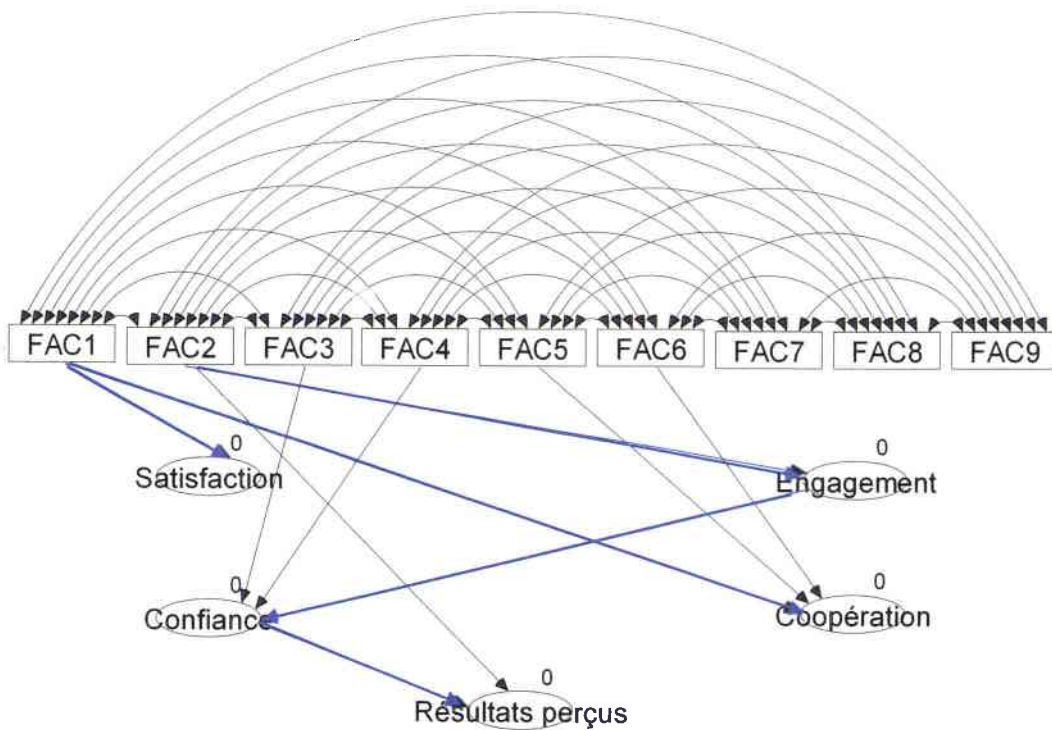 FAC1 FAC2 FAC3 FAC4 FAC5 FAC6 FAC7 FAC8 FAC9
0
Satisfaction
0
Engagement
0
Confiance
0
Coopération
0
Résultats perçus